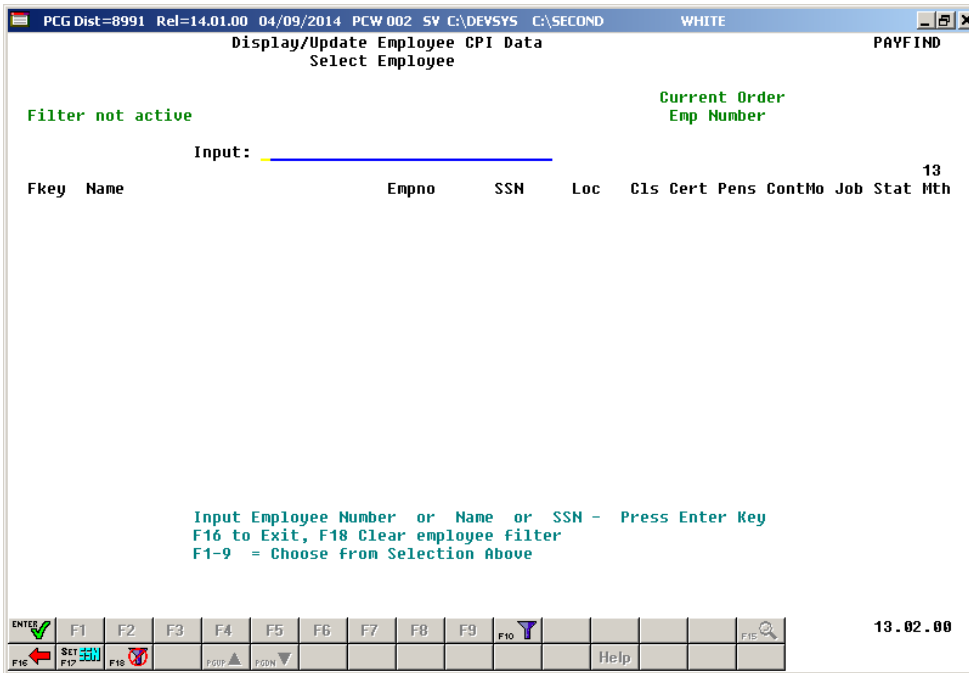 PCG Dist=8991 Rel=14.01.00 04/09/2014 PCW 002 SV C:\DEVSYS C:\SECOND WHITE
Display/Update Employee CPI Data PAYFIND
Select Employee
Current Order
Filter not active Emp Number
Input:
13
Fkey Name Empno SSN Loc Cls Cert Pens ContMo Job Stat Mth
Input Employee Number or Name or SSN - Press Enter Key
F16 to Exit, F18 Clear employee filter
F1-9 = Choose from Selection Above
ENTER F1 F2 F3 F4 F5 F6 F7 F8 F9 F10 F15 13.02.00
F16 SET F17 F18 PGUP PGDN Help